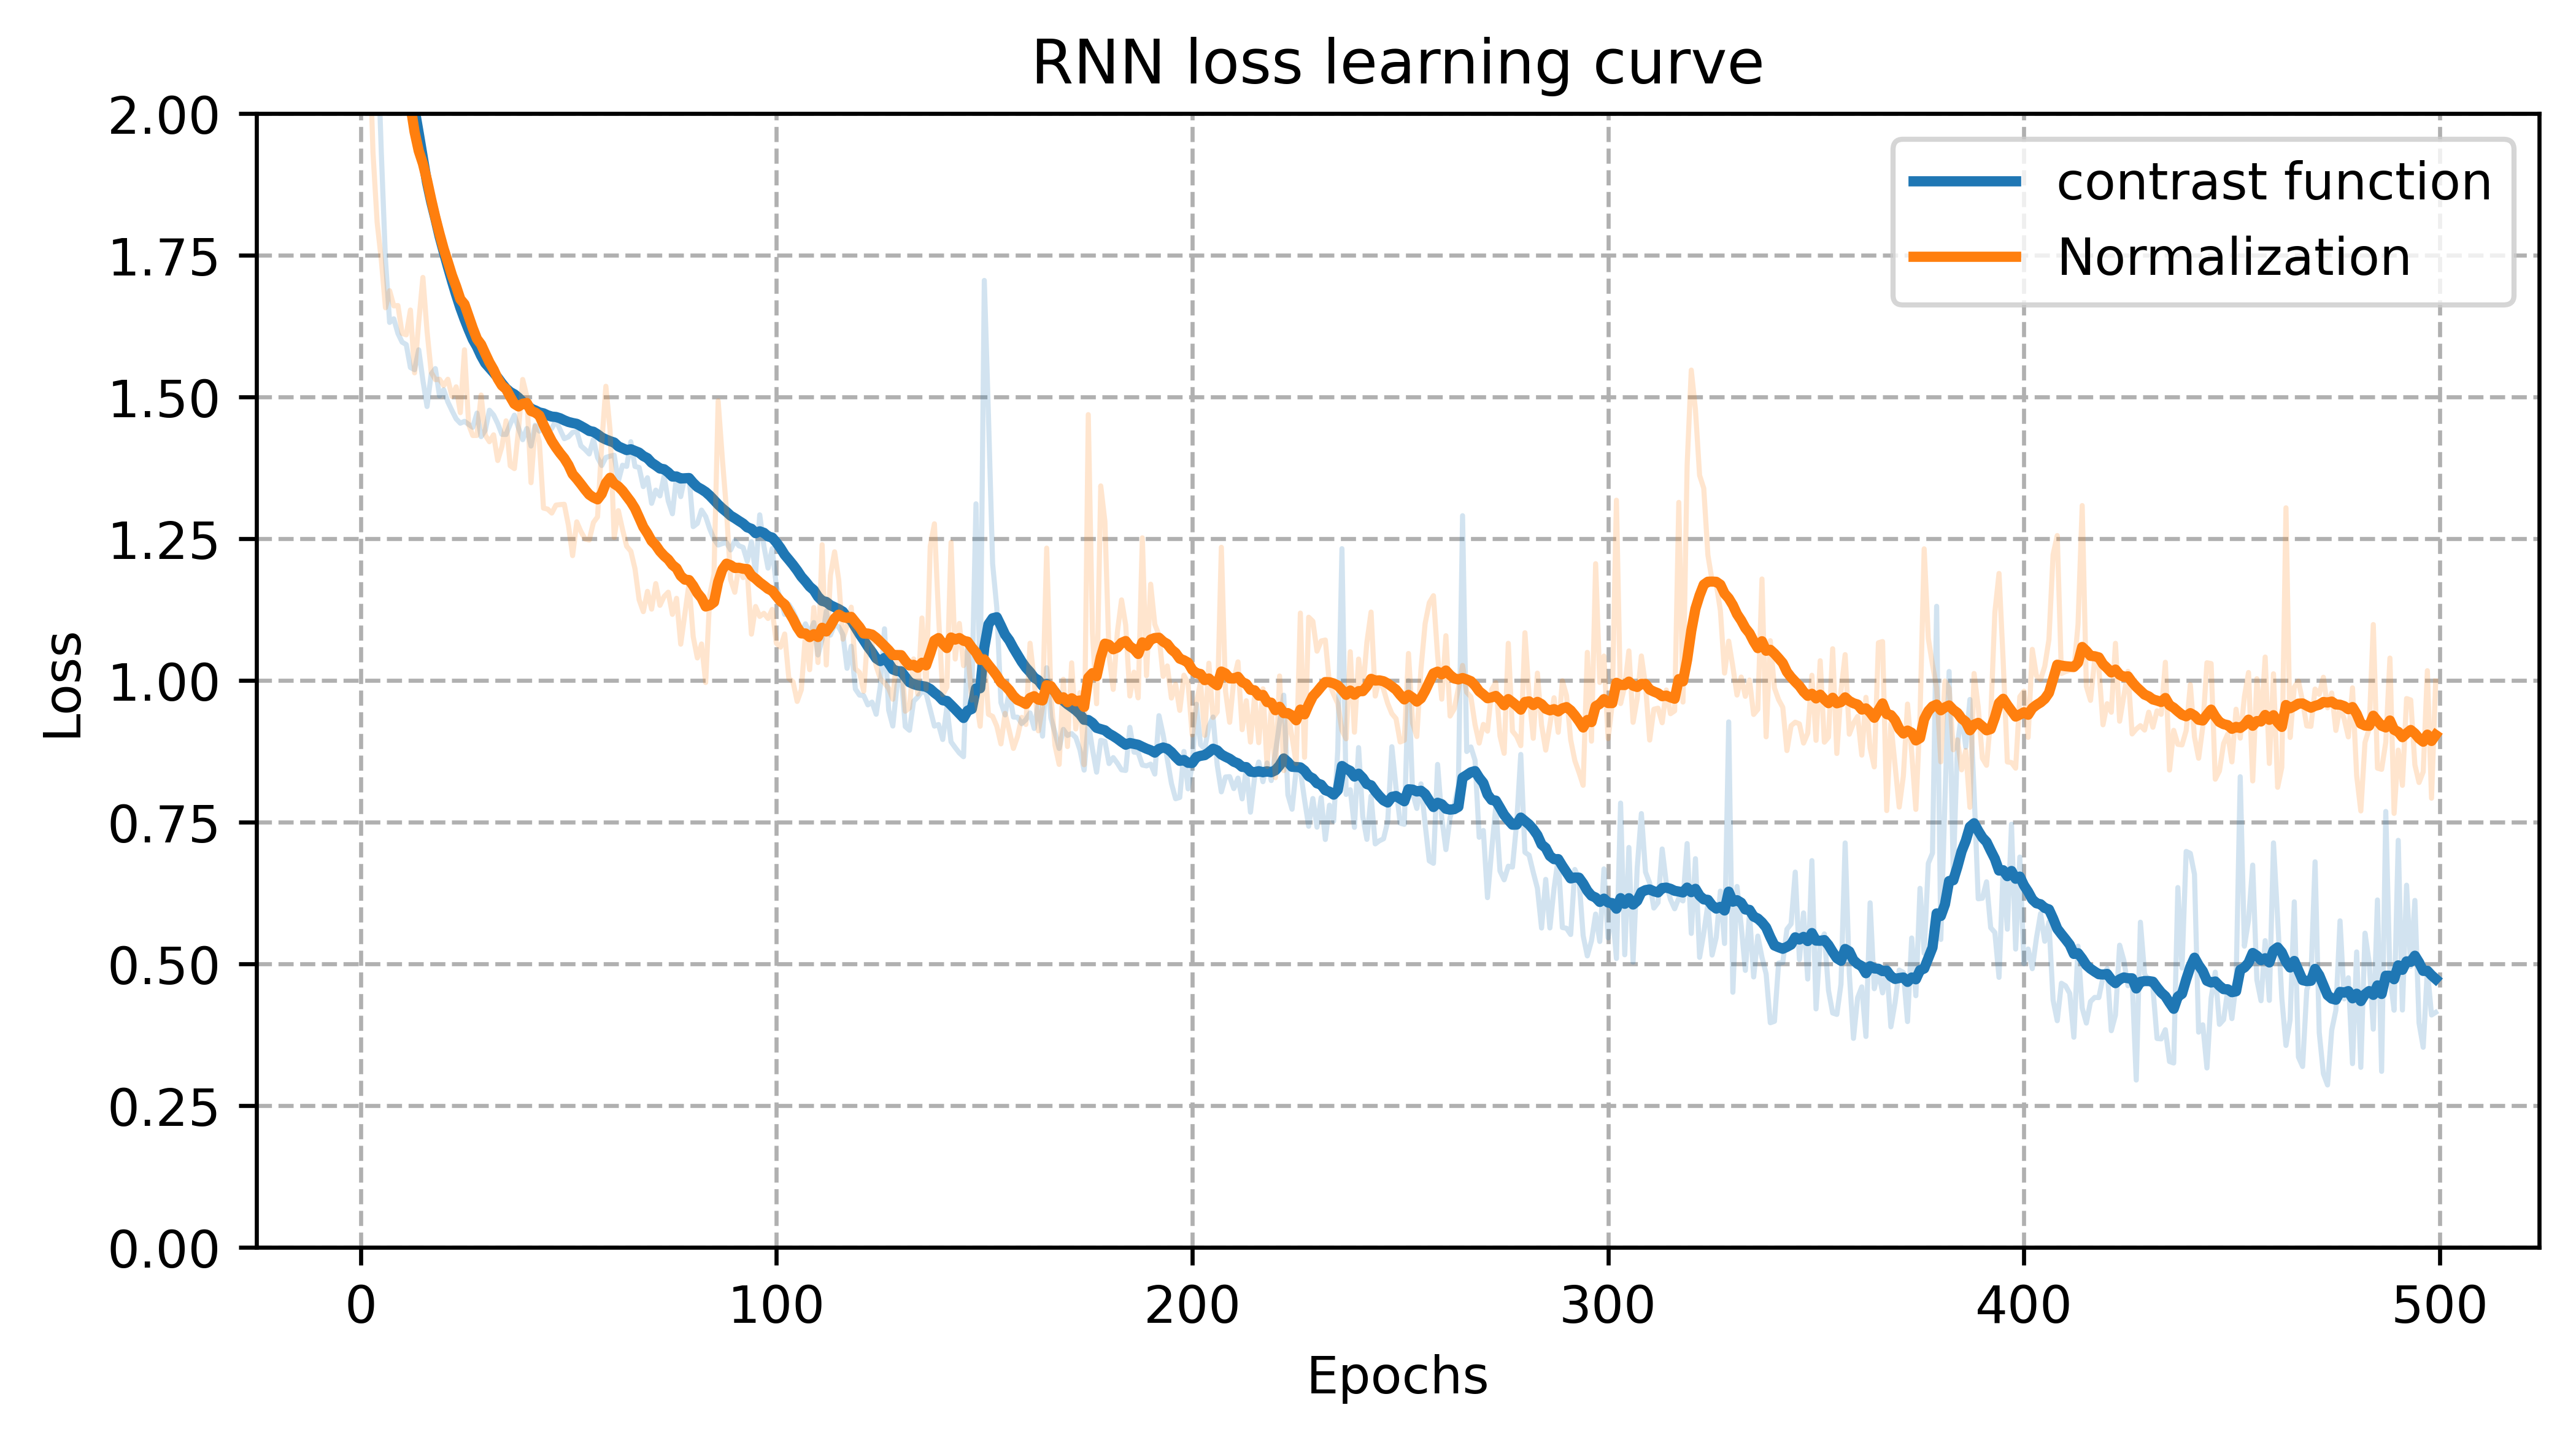 RNN loss learning curve
2.00
1.75
1.50
1.25
1.00
0.75
0.50
0.25
0.00
Loss
contrast function
Normalization
0 100 200 300 400 500
Epochs